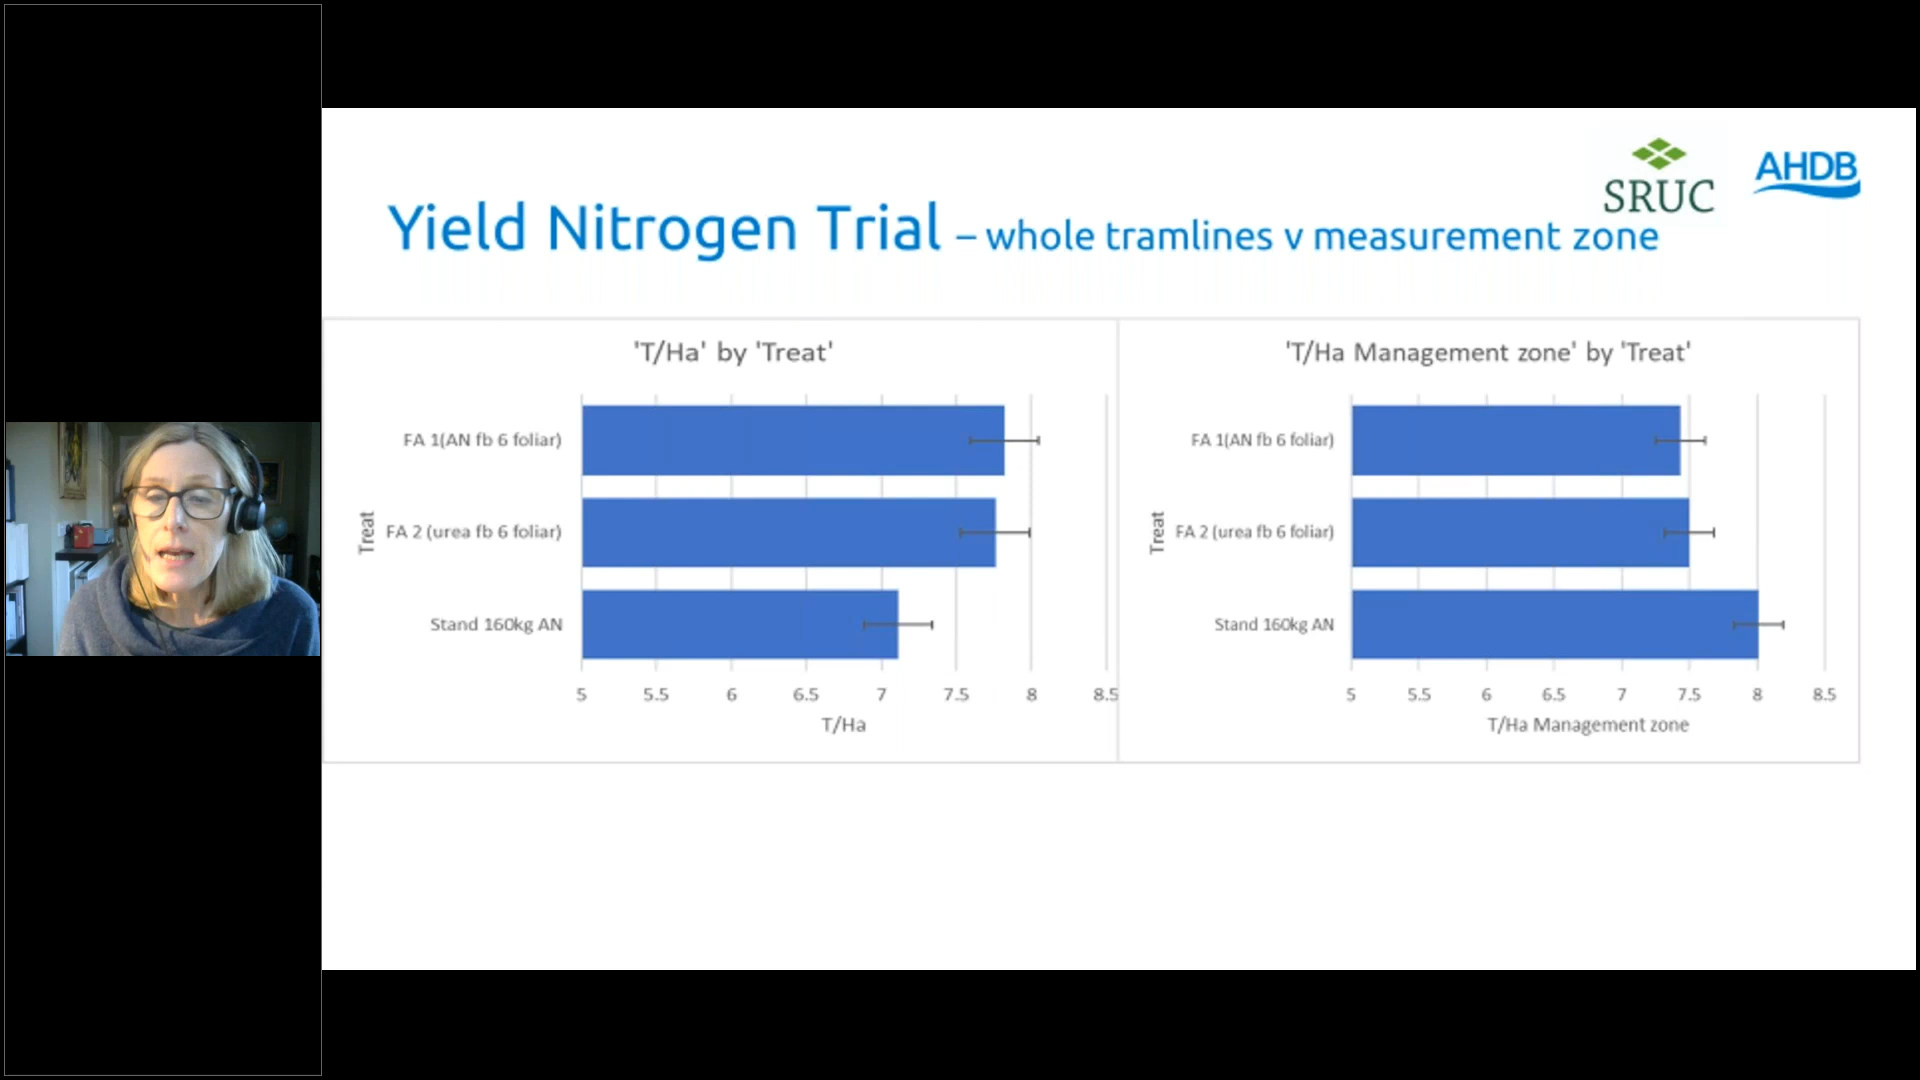 SRUC
AHDB
Yield Nitrogen Trial – whole tramlines v measurement zone
'T/Ha' by 'Treat'
Treat
FA 1(AN fb 6 foliar)
FA 2 (urea fb 6 foliar)
Stand 160kg AN
5 5.5 6 6.5 7 7.5 8 8.5
T/Ha
'T/Ha Management zone' by 'Treat'
Treat
FA 1(AN fb 6 foliar)
FA 2 (urea fb 6 foliar)
Stand 160kg AN
5 5.5 6 6.5 7 7.5 8 8.5
T/Ha Management zone